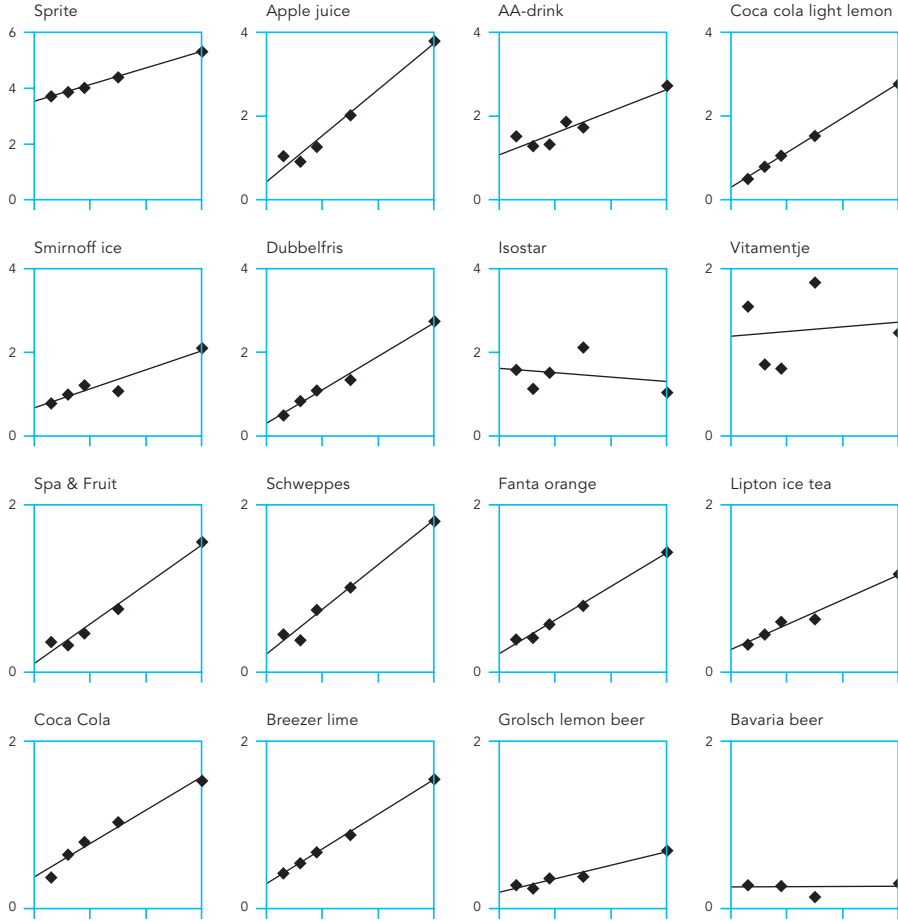 Sprite Apple juice AA-drink Coca cola light lemon
6 4 4 4
4
2 2 2
2
0 0 0 0
Smirnoff ice Dubbelfris Isostar Vitamentje
4 4 4 2
2 2 2
0 0 0 0
Spa & Fruit Schweppes Fanta orange Lipton ice tea
2 2 2 2
0 0 0 0
Coca Cola Breezer lime Grolsch lemon beer Bavaria beer
2 2 2 2
0 0 0 0